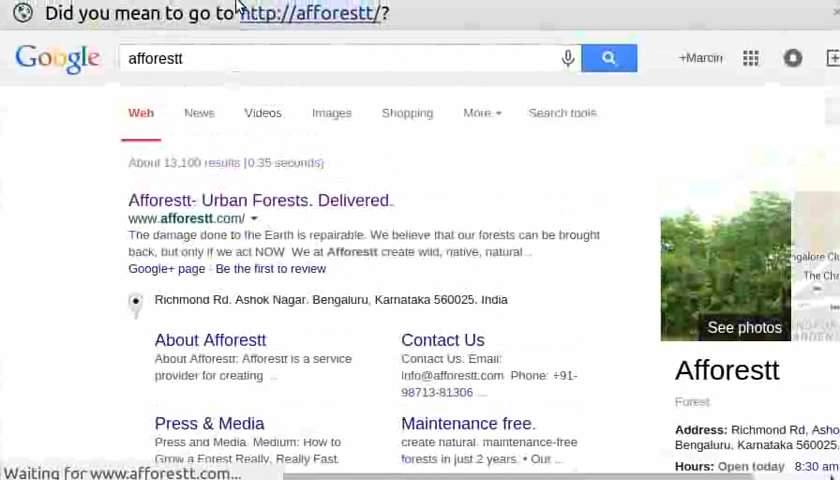 Did you mean to go to http://afforestt/?
Google
afforestt
+Marcin
Web News Videos Images Shopping More Search tools
About 13,100 results (0.35 seconds)
Afforestt- Urban Forests. Delivered.
www.afforestt.com/
The damage done to the Earth is repairable. We believe that our forests can be brought
back, but only if we act NOW We at Afforestt create wild, native, natural ...
Google+ page · Be the first to review
Richmond Rd. Ashok Nagar. Bengaluru, Karnataka 560025. India
About Afforestt
About Afforestt: Afforestt is a service
provider for creating ...
Contact Us
Contact Us. Email:
info@afforestt.com Phone: +91-
98713-81306 ...
Press & Media
Press and Media. Medium: How to
Grow a Forest Really, Really Fast.
Maintenance free.
create natural. maintenance-free
forests in just 2 years. • Our ...
See photos
Afforestt
Forest
Address: Richmond Rd, Asho
Bengaluru, Karnataka 560025.
Hours: Open today 8:30 am
Waiting for www.afforestt.com...